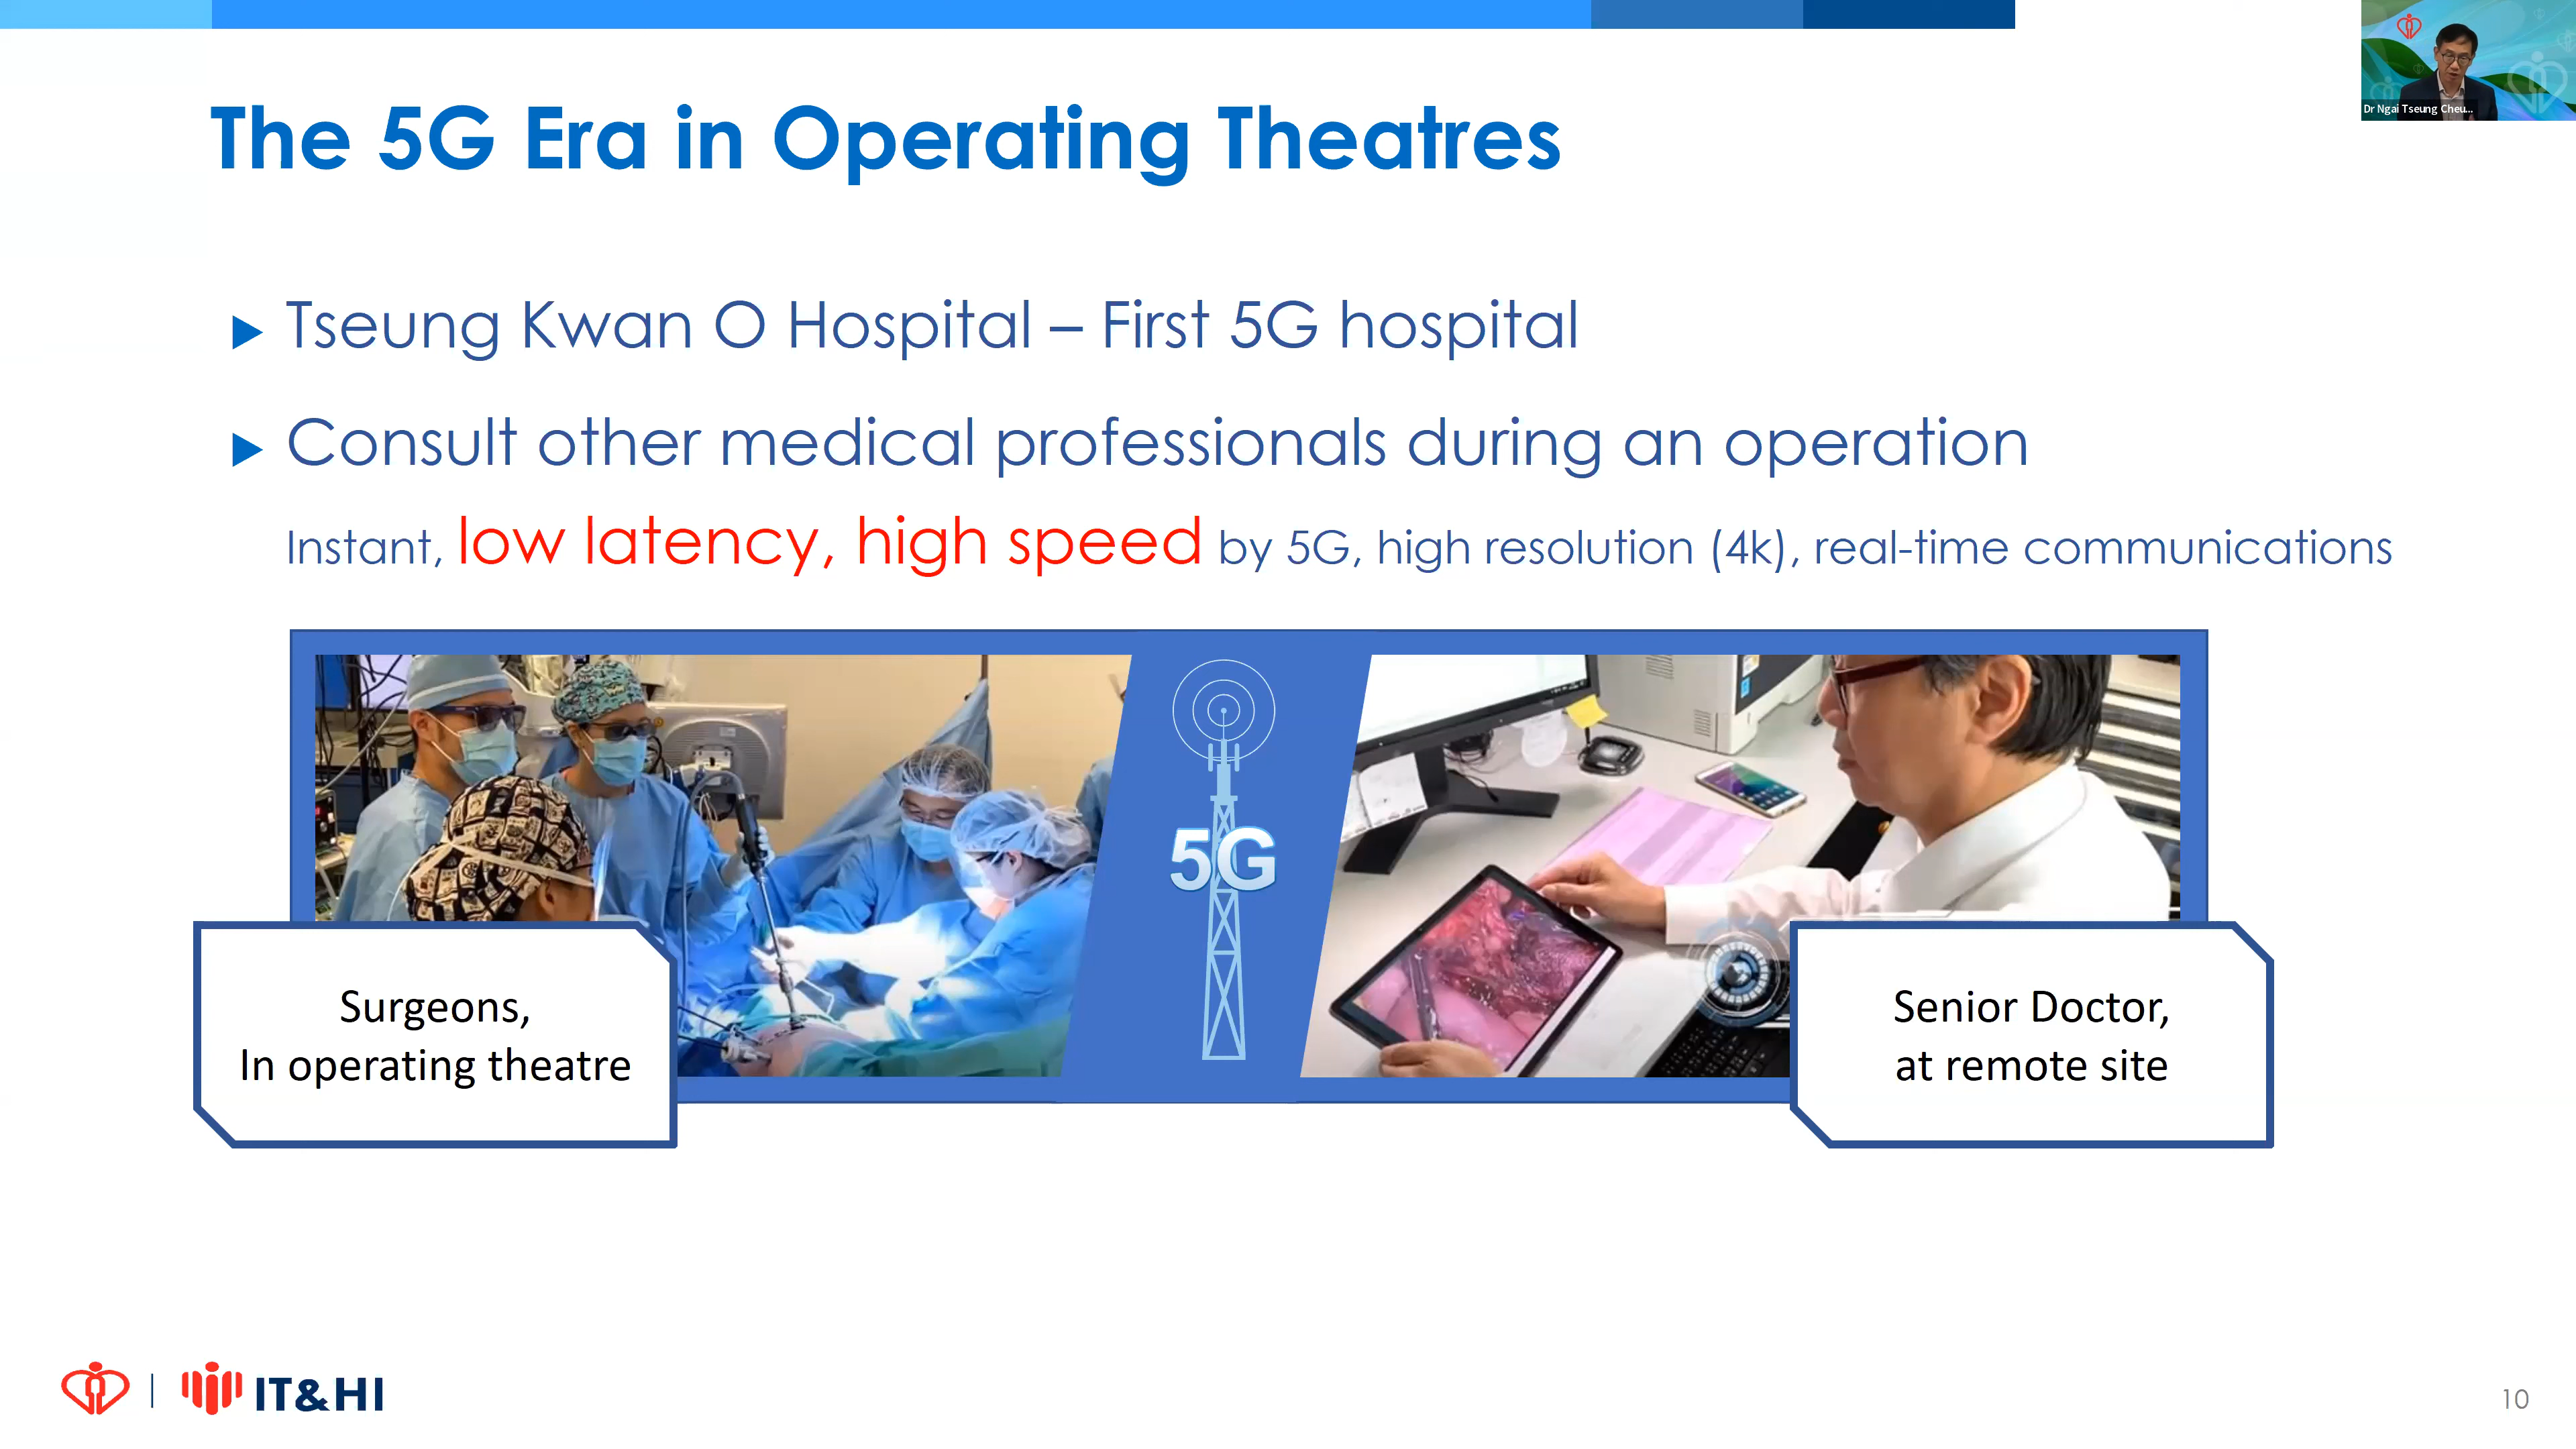 The 5G Era in Operating Theatres
Dr Ngai Tseung Cheu...
Tseung Kwan O Hospital – First 5G hospital
Consult other medical professionals during an operation
Instant, low latency, high speed by 5G, high resolution (4k), real-time communications
5G
Surgeons,
In operating theatre
Senior Doctor,
at remote site
IT&HI
10